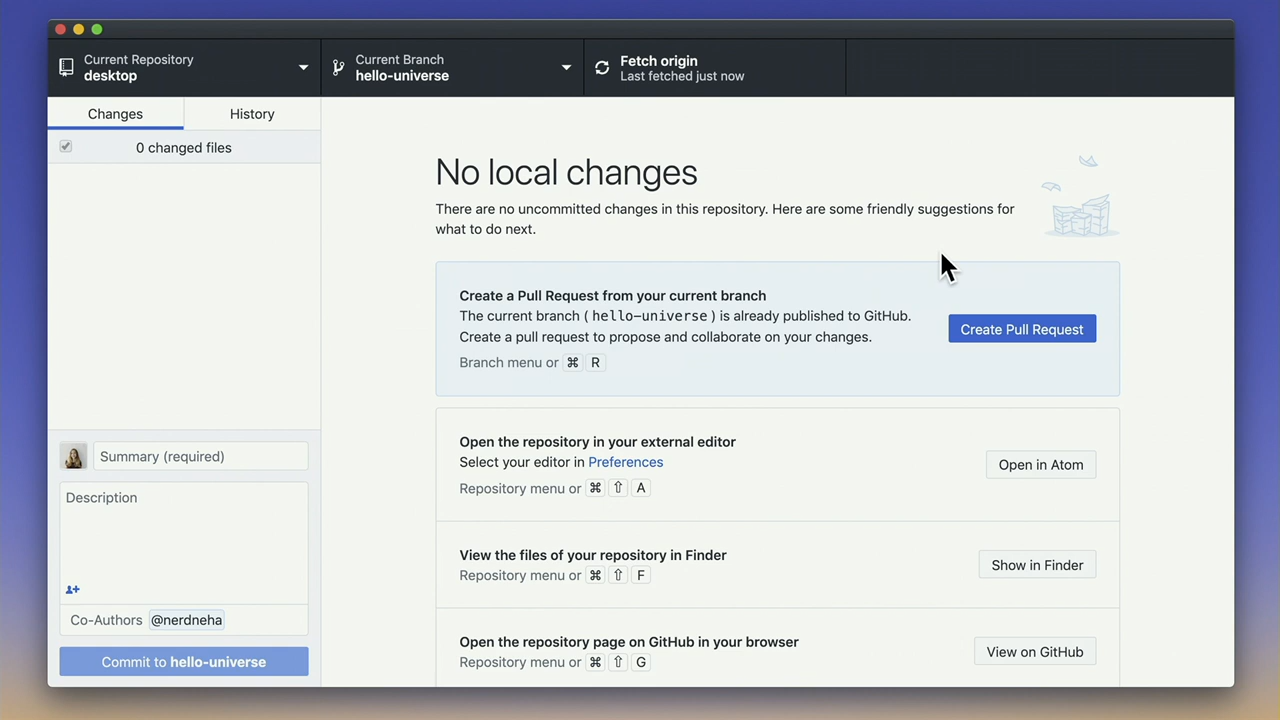 Current Repository
desktop
Current Branch
hello-universe
Fetch origin
Last fetched just now
Changes
History
0 changed files
No local changes
There are no uncommitted changes in this repository. Here are some friendly suggestions for
what to do next.
Create a Pull Request from your current branch
The current branch ( hello-universe ) is already published to GitHub.
Create a pull request to propose and collaborate on your changes.
Branch menu or ⌘ R
Create Pull Request
Open the repository in your external editor
Select your editor in Preferences
Repository menu or ⌘ ⇧ A
Open in Atom
View the files of your repository in Finder
Repository menu or ⌘ ⇧ F
Show in Finder
Open the repository page on GitHub in your browser
Repository menu or ⌘ ⇧ G
View on GitHub
Summary (required)
Description
Co-Authors @nerdneha
Commit to hello-universe